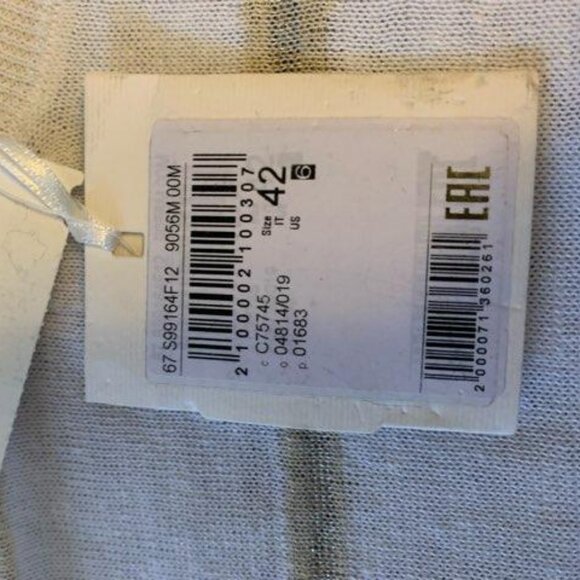 67 S99164F12 9056M 00M
2 100002 100307
Size
IT 42
US 6
c C75745
o 04814/019
p 01683
EAC
2 000071 360261